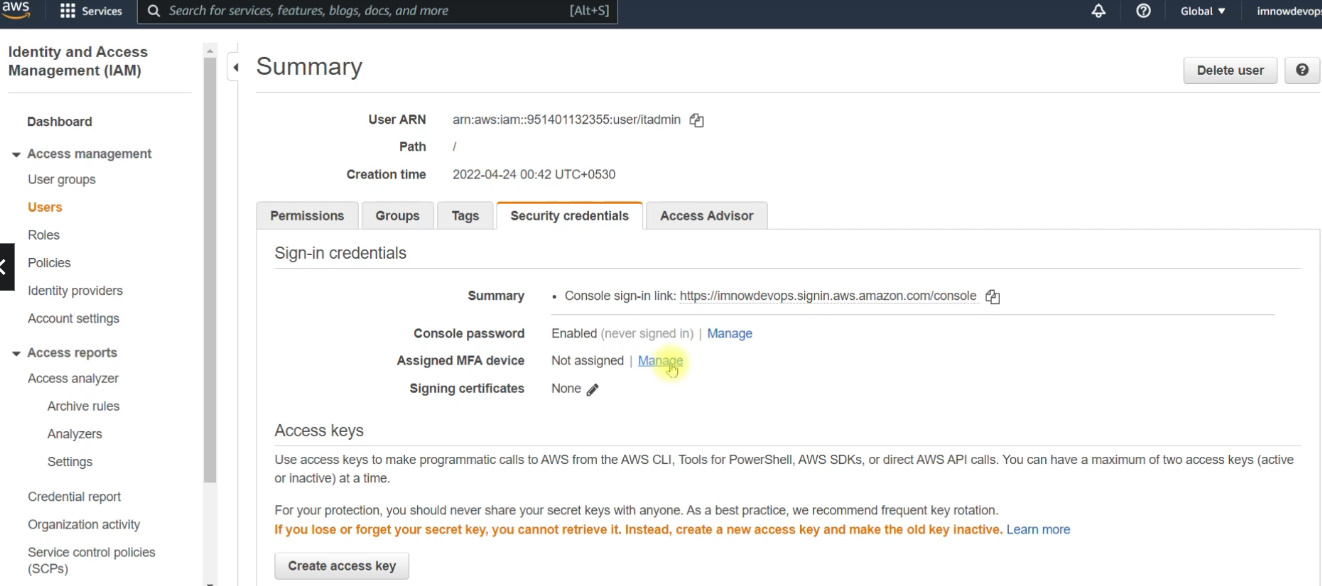 aws
Services
Search for services, features, blogs, docs, and more
[Alt+S]
Global ▼
imnowdevops
Identity and Access
Management (IAM)
Dashboard
Access management
User groups
Users
Roles
Policies
Identity providers
Account settings
Access reports
Access analyzer
Archive rules
Analyzers
Settings
Credential report
Organization activity
Service control policies
(SCPs)
Summary
Delete user
User ARN arn:aws:iam::951401132355:user/itadmin
Path /
Creation time 2022-04-24 00:42 UTC+0530
Permissions
Groups
Tags
Security credentials
Access Advisor
Sign-in credentials
Summary • Console sign-in link: https://imnowdevops.signin.aws.amazon.com/console
Console password Enabled (never signed in) | Manage
Assigned MFA device Not assigned | Manage
Signing certificates None
Access keys
Use access keys to make programmatic calls to AWS from the AWS CLI, Tools for PowerShell, AWS SDKs, or direct AWS API calls. You can have a maximum of two access keys (active
or inactive) at a time.
For your protection, you should never share your secret keys with anyone. As a best practice, we recommend frequent key rotation.
If you lose or forget your secret key, you cannot retrieve it. Instead, create a new access key and make the old key inactive. Learn more
Create access key